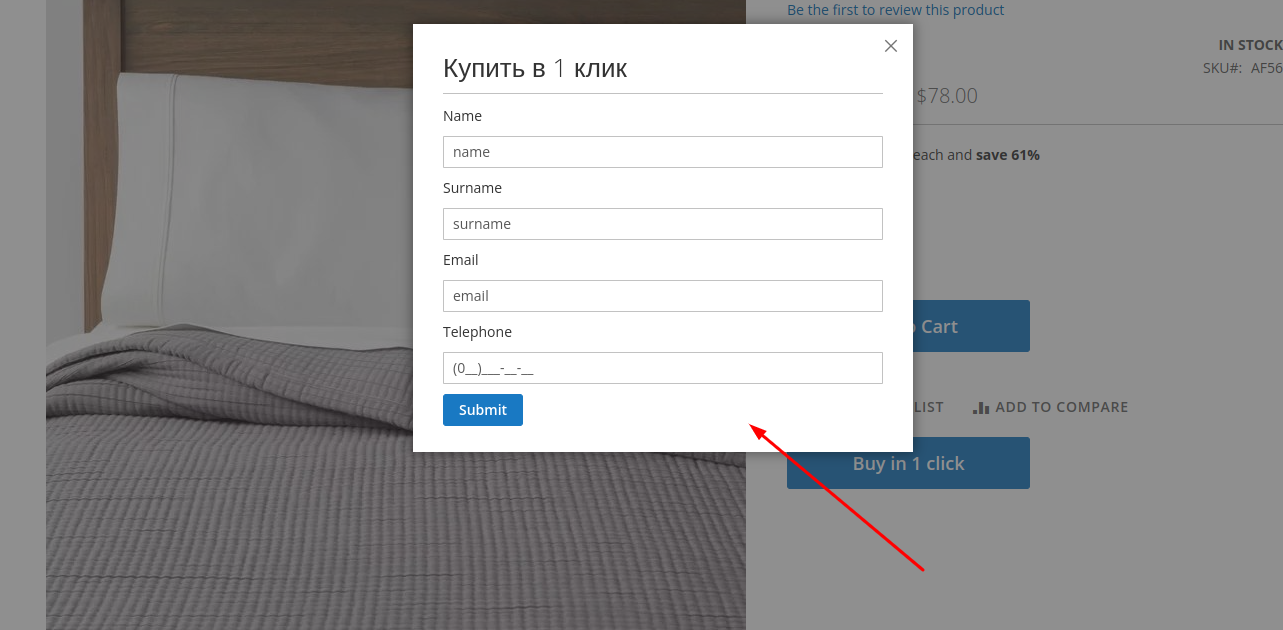 Be the first to review this product
IN STOCK
SKU#: AF56
$78.00
each and save 61%
Купить в 1 клик
Name
name
Surname
surname
Email
email
Telephone
(0__)___-__-__
Submit
Cart
LIST
ADD TO COMPARE
Buy in 1 click